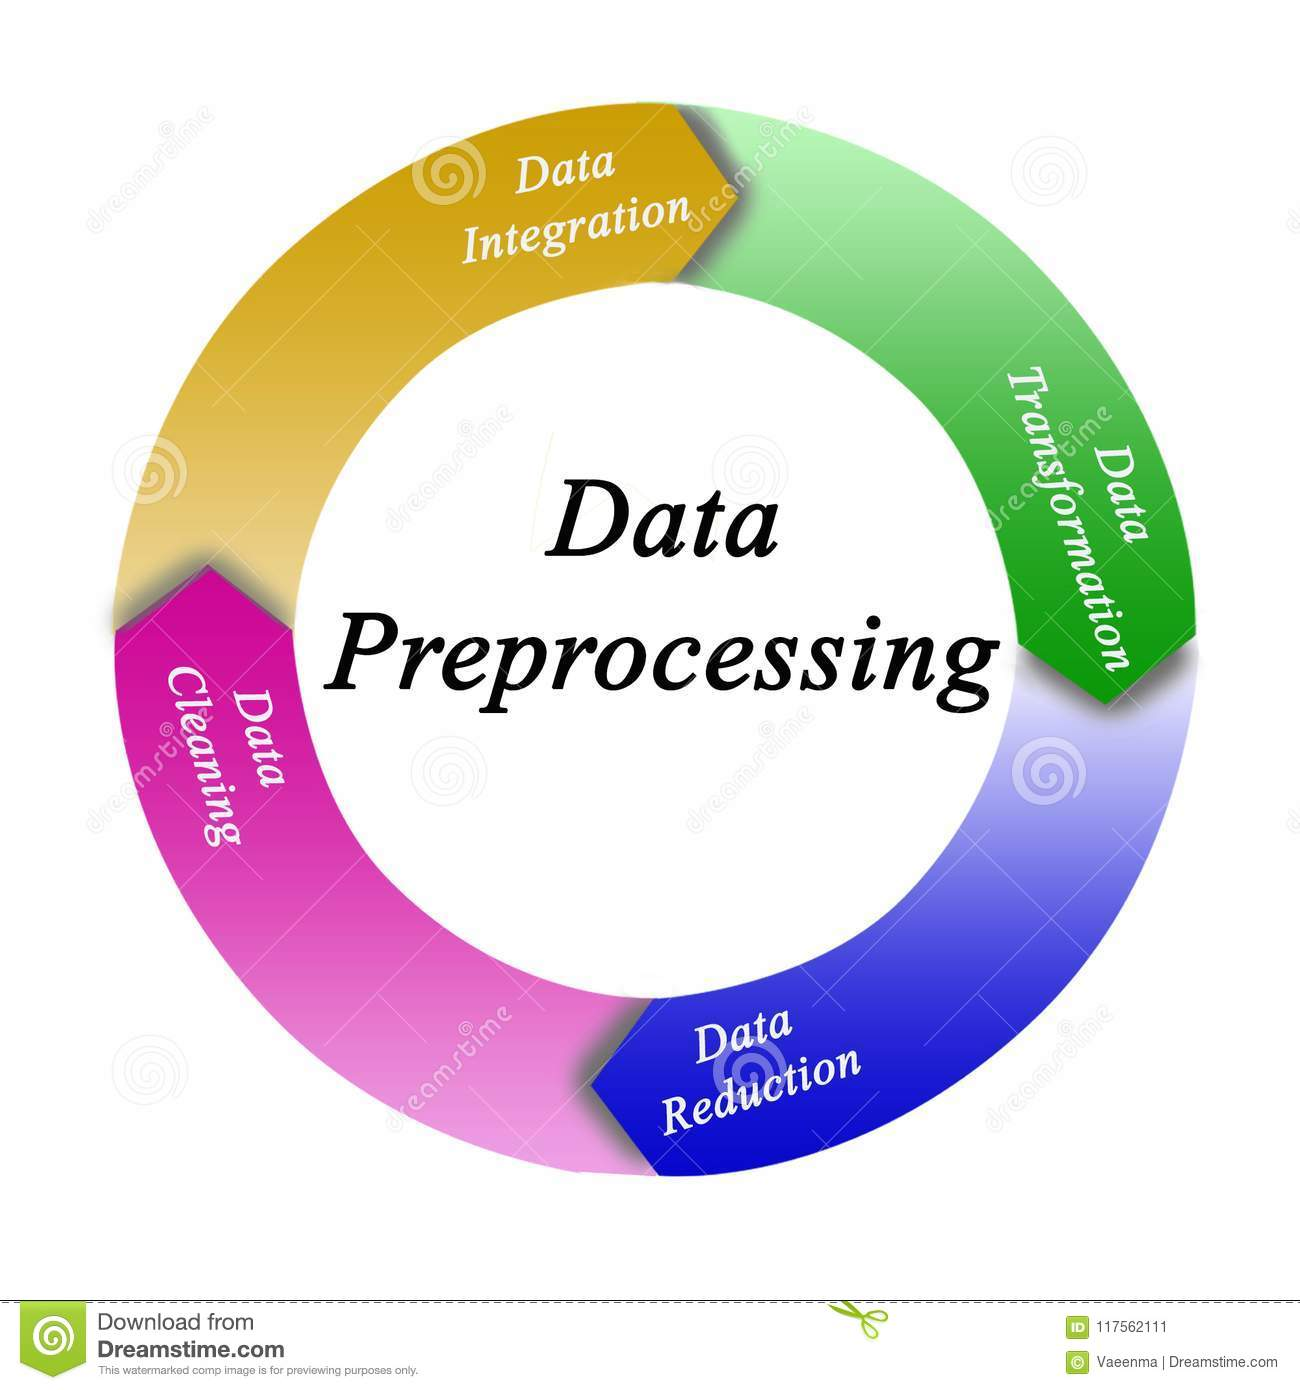 Data
Integration
Data
Transformation
Data
Preprocessing
Data
Cleaning
Data
Reduction
dreamstime
Download from
Dreamstime.com
This watermarked comp image is for previewing purposes only.
ID 117562111
© Vaeenma | Dreamstime.com